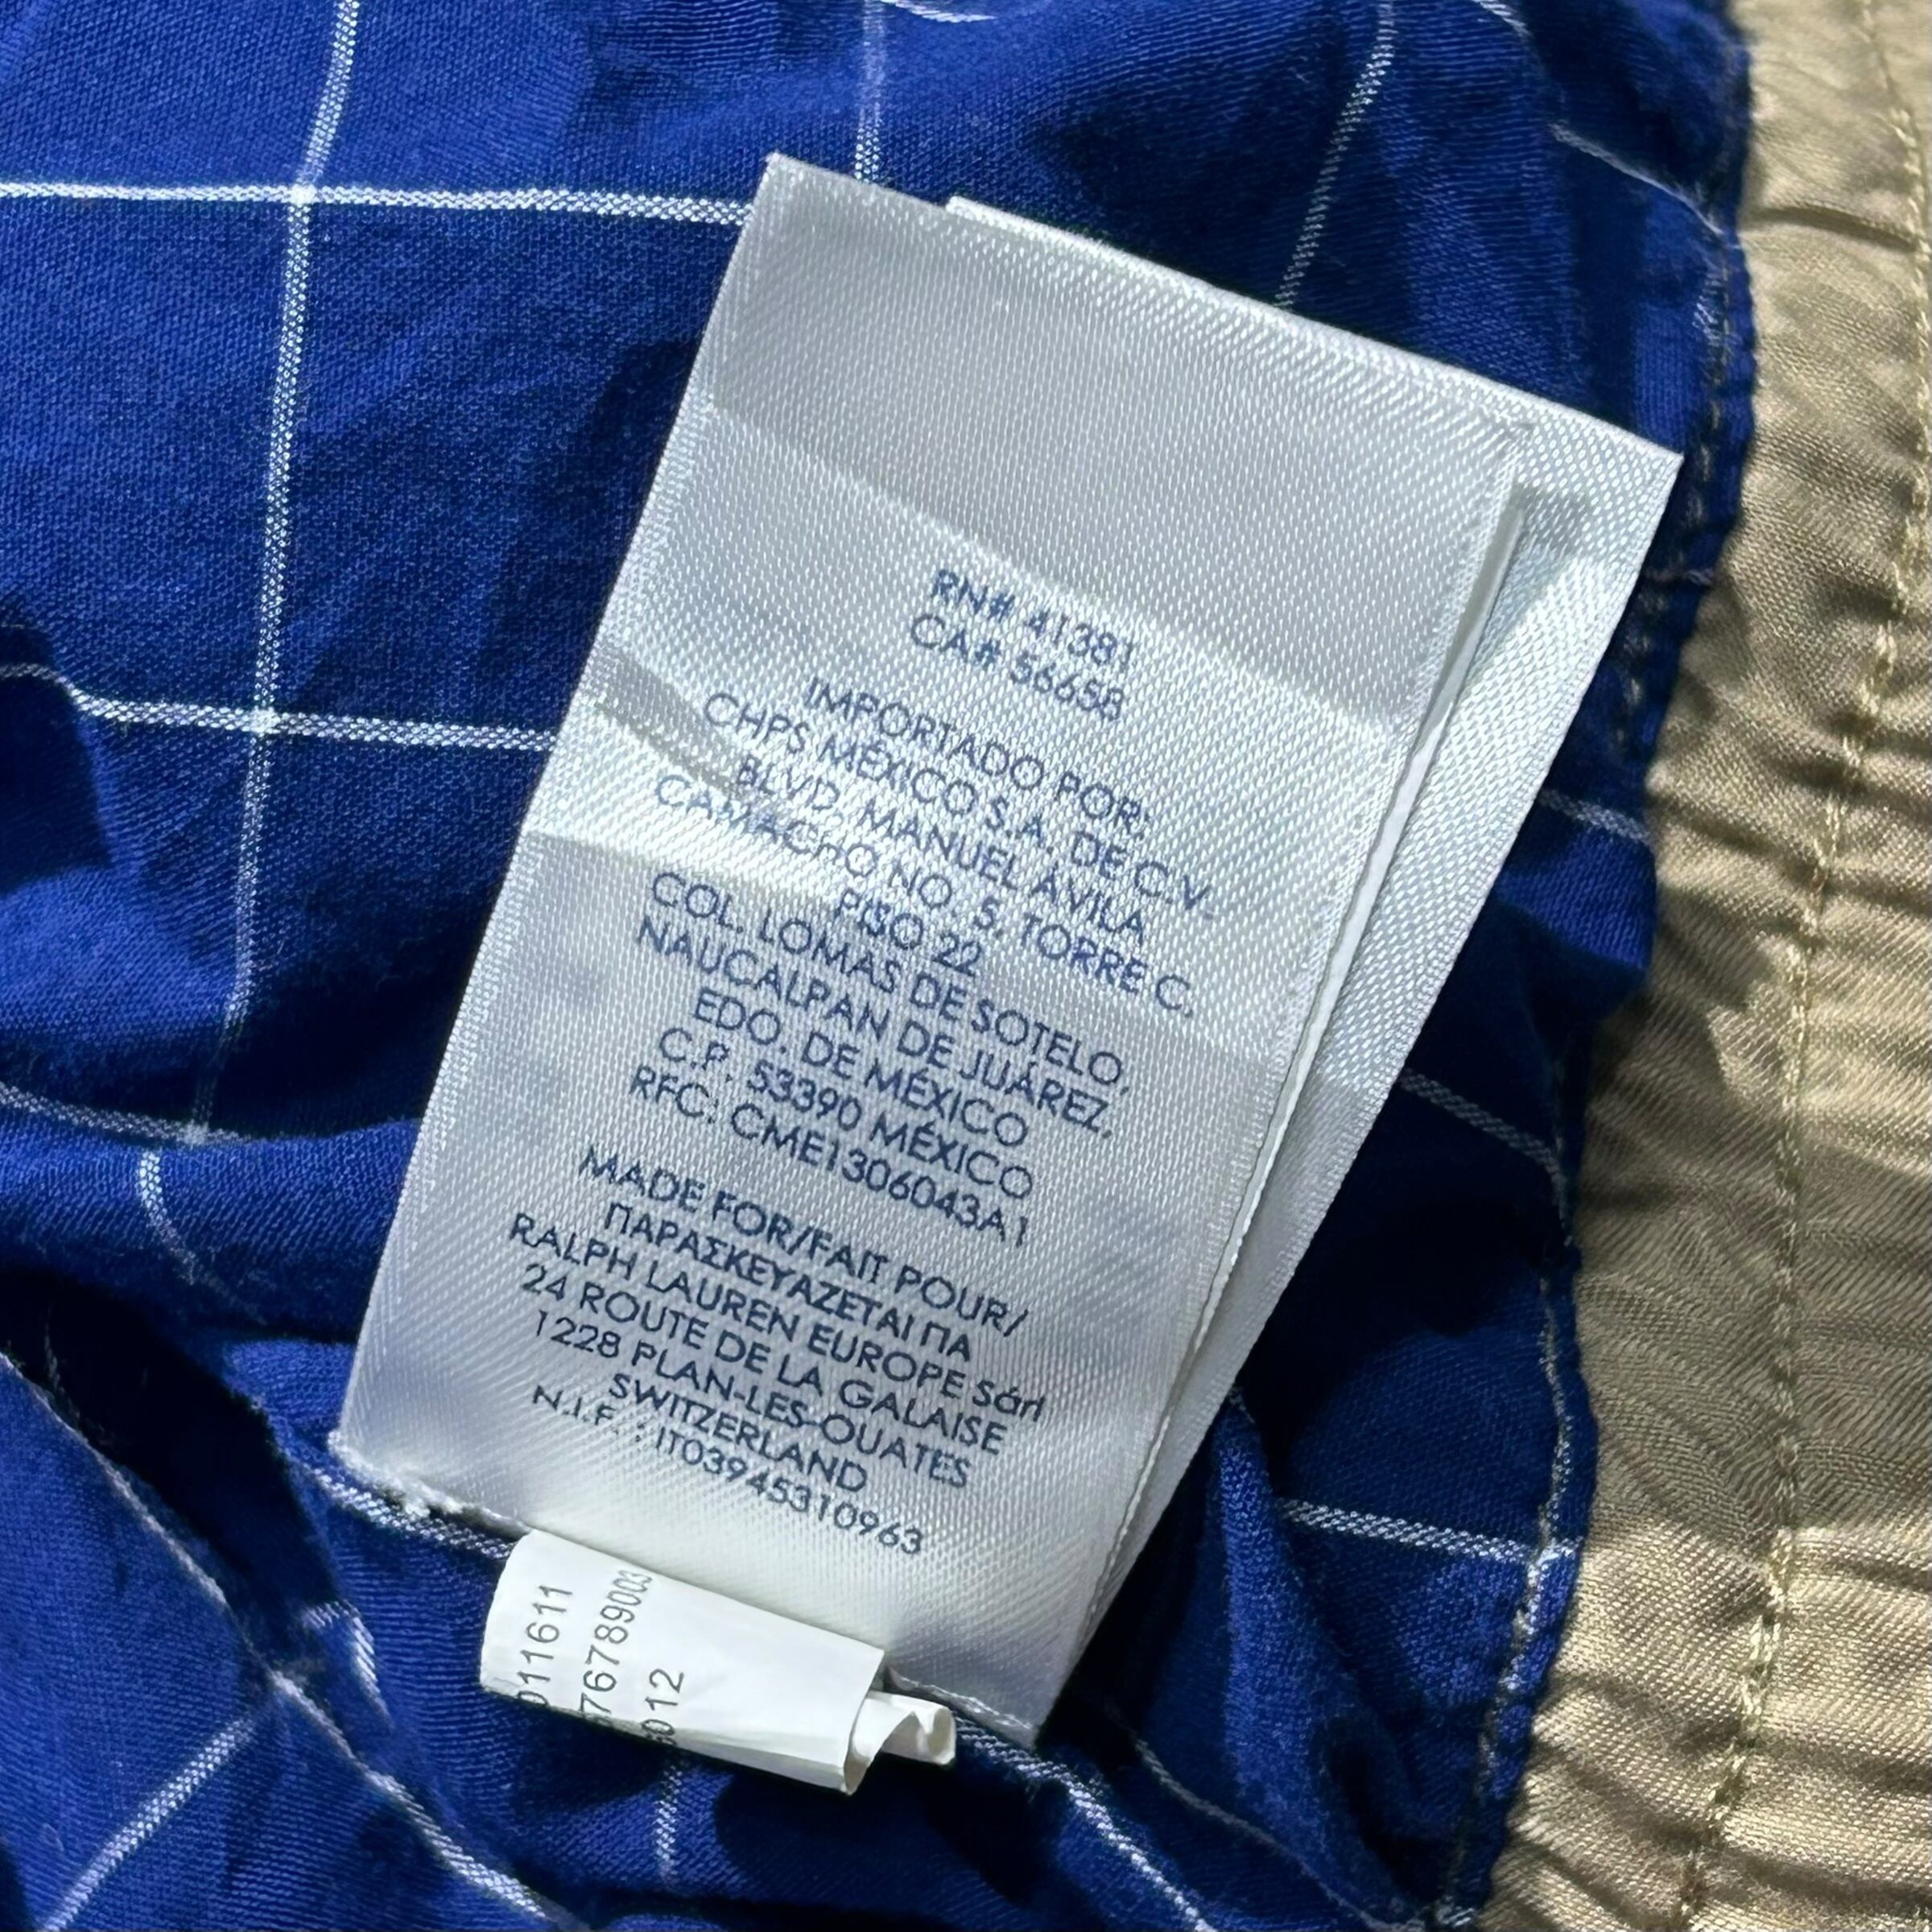 RN# 41381
CA# 56658
IMPORTADO POR:
CHPS MÉXICO S.A. DE C.V.
BLVD. MANUEL ÁVILA
CAMACHO NO. 5, TORRE C.
PISO 22
COL. LOMAS DE SOTELO,
NAUCALPAN DE JUÁREZ,
EDO. DE MÉXICO
C.P. 53390 MÉXICO
RFC: CME1306043A1
MADE FOR/FAIT POUR/
ΠΑΡΑΣΚΕΥΑΖΕΤΑΙ ΠΑ
RALPH LAUREN EUROPE Sárl
24 ROUTE DE LA GALAISE
1228 PLAN-LES-OUATES
SWITZERLAND
N.I.F. : IT03945310963
011611
76789003
012